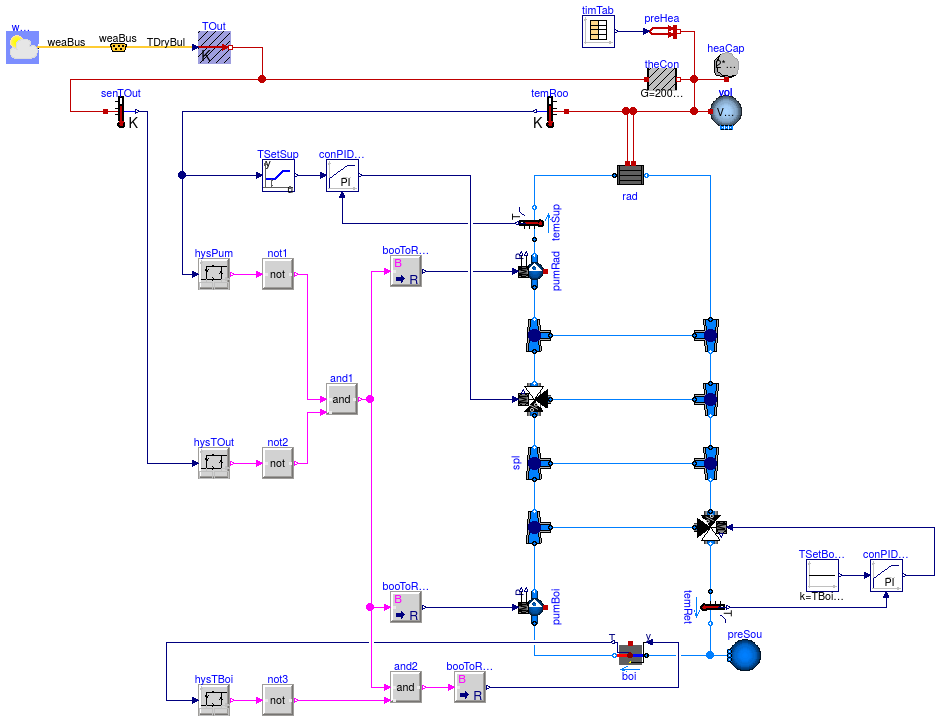 timTab
w...
TOut
preHea
weaBus
weaBus
TDryBul
K
heaCap
2*...
theCon
G=200...
senTOut
K
temRoo
K
vol
V...
TSetSup
y
u
conPID...
PI
rad
T
temSup
hysPum
not1
not
booToR...
B
R
pumRad
and1
and
hysTOut
not2
not
spl
TSetBo...
k=TBoi...
conPID...
PI
booToR...
B
R
pumBoi
temRet
T
preSou
T
y
boi
hysTBoi
not3
not
and2
and
booToR...
B
R